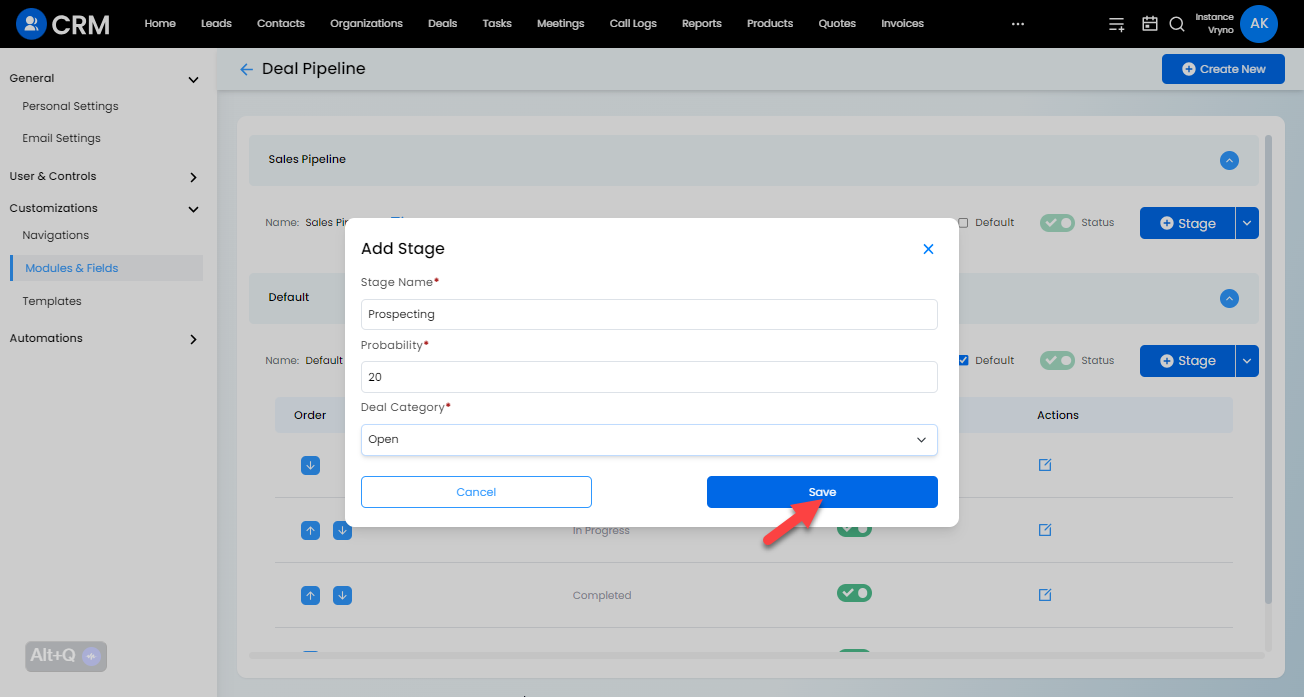 CRM
Home Leads Contacts Organizations Deals Tasks Meetings Call Logs Reports Products Quotes Invoices ...
Instance
Vryno
AK
General
Personal Settings
Email Settings
User & Controls
Customizations
Navigations
Modules & Fields
Templates
Automations
Alt+Q
Deal Pipeline
Create New
Sales Pipeline
Name: Sales Default Status Stage
Default
Name: Default Default Status Stage
Order Actions
In Progress
Completed
Add Stage
Stage Name*
Prospecting
Probability*
20
Deal Category*
Open
Cancel Save